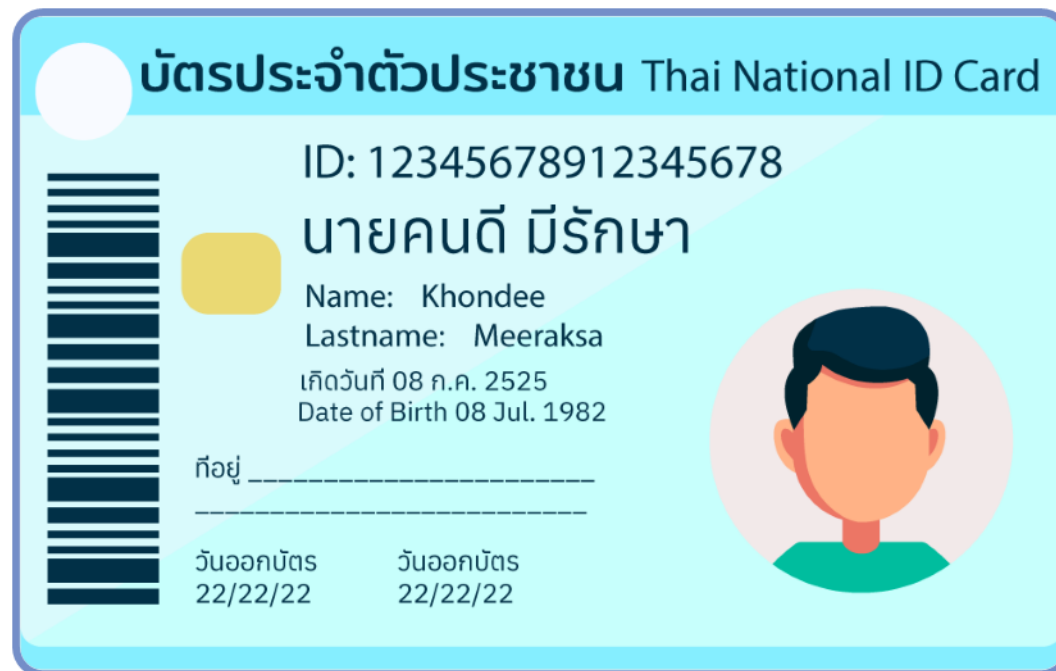 บัตรประจำตัวประชาชน Thai National ID Card
ID: 12345678912345678
นายคนดี มีรักษา
Name: Khondee
Lastname: Meeraksa
เกิดวันที่ 08 ก.ค. 2525
Date of Birth 08 Jul. 1982
ที่อยู่ _______________________
__________________________
วันออกบัตร วันออกบัตร
22/22/22 22/22/22